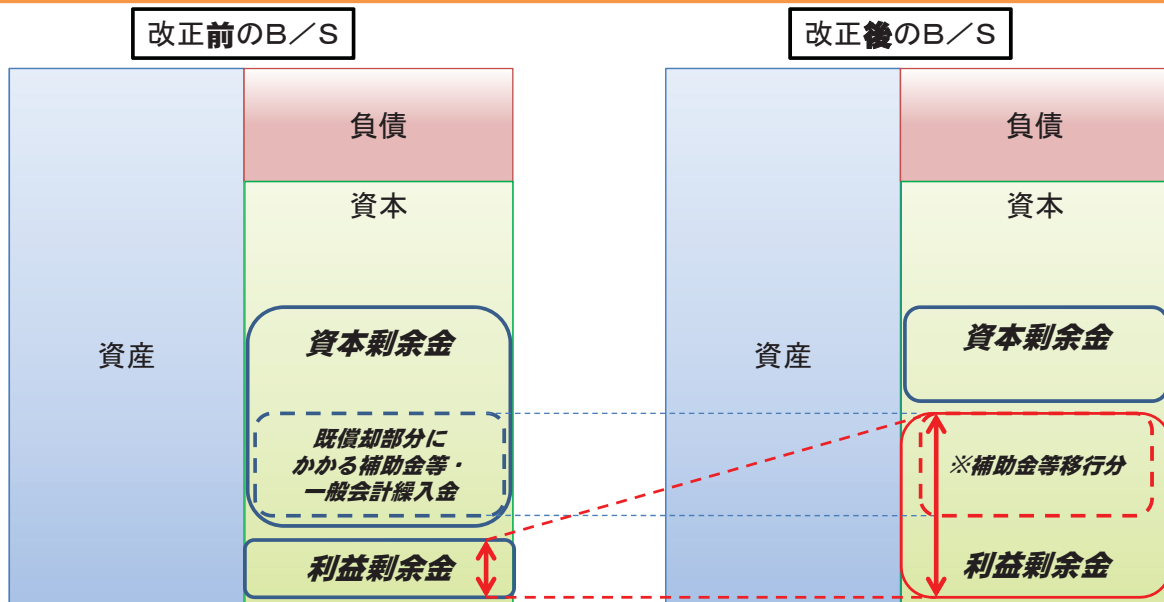 改正前のB／S
資産
負債
資本
資本剰余金
既償却部分に
かかる補助金等・
一般会計繰入金
利益剰余金
改正後のB／S
資産
負債
資本
資本剰余金
※補助金等移行分
利益剰余金